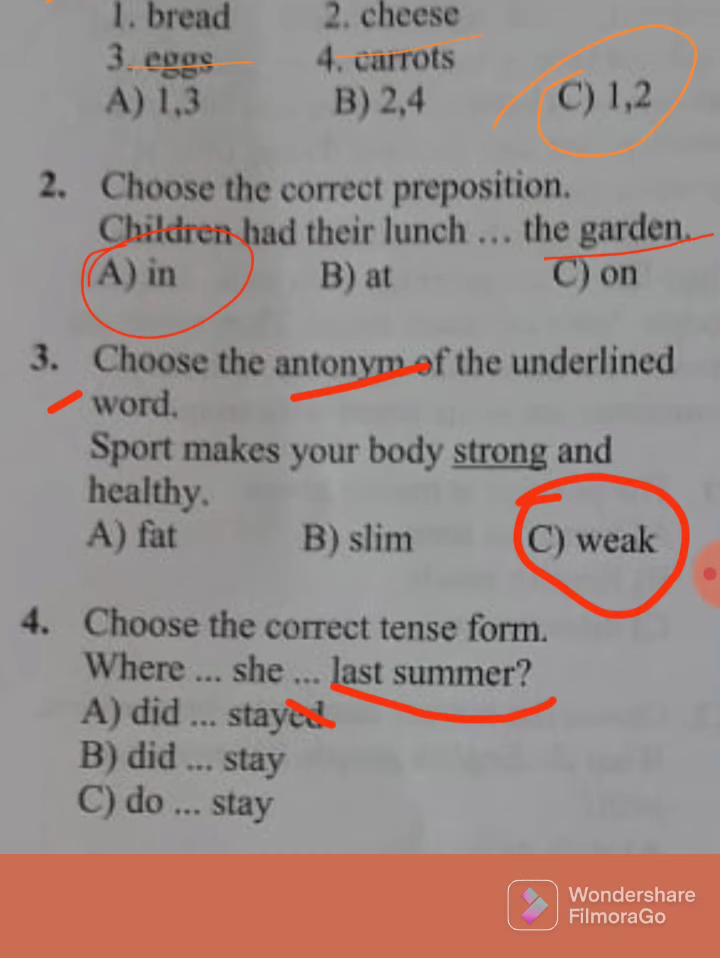 1. bread 2. cheese
3. eggs 4. carrots
A) 1,3 B) 2,4 C) 1,2
2. Choose the correct preposition.
Children had their lunch ... the garden.
A) in B) at C) on
3. Choose the antonym of the underlined
word.
Sport makes your body strong and
healthy.
A) fat B) slim C) weak
4. Choose the correct tense form.
Where ... she ... last summer?
A) did ... stayed
B) did ... stay
C) do ... stay
Wondershare
FilmoraGo